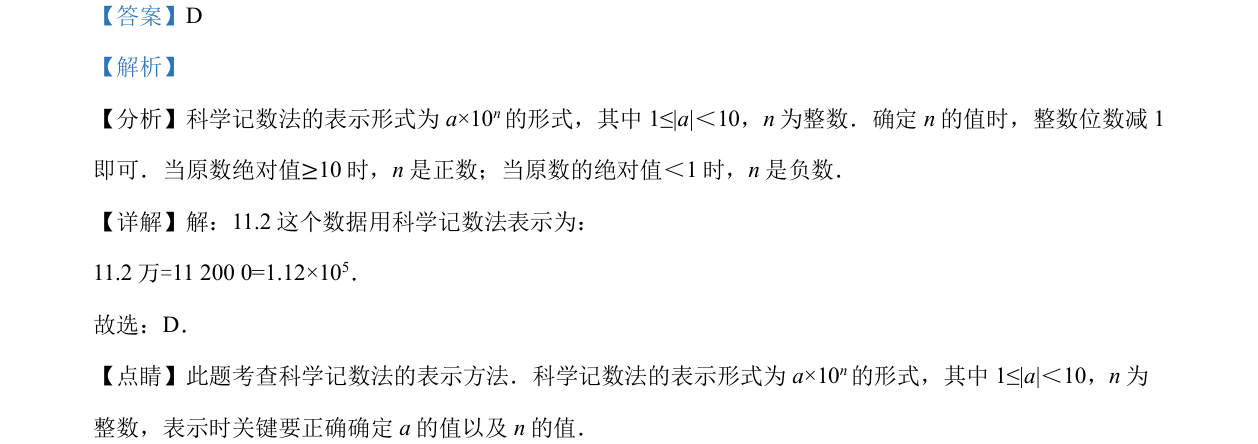 【答案】D
【解析】
【分析】科学记数法的表示形式为 a×10ⁿ 的形式，其中 1≤|a|＜10，n 为整数．确定 n 的值时，整数位数减 1
即可．当原数绝对值≥10 时，n 是正数；当原数的绝对值＜1 时，n 是负数．
【详解】解：11.2 这个数据用科学记数法表示为：
11.2 万=11 200 0=1.12×10⁵．
故选：D．
【点睛】此题考查科学记数法的表示方法．科学记数法的表示形式为 a×10ⁿ 的形式，其中 1≤|a|＜10，n 为
整数，表示时关键要正确确定 a 的值以及 n 的值．